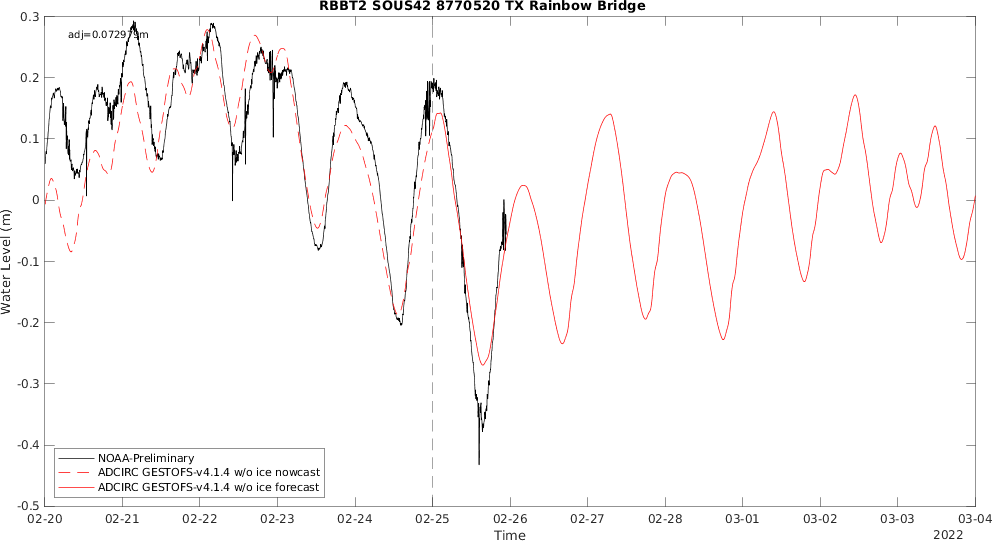 RBBT2 SOUS42 8770520 TX Rainbow Bridge
adj=0.072979m
0.3
0.2
0.1
0
-0.1
-0.2
-0.3
-0.4
-0.5
Water Level (m)
NOAA-Preliminary
ADCIRC GESTOFS-v4.1.4 w/o ice nowcast
ADCIRC GESTOFS-v4.1.4 w/o ice forecast
02-20 02-21 02-22 02-23 02-24 02-25 02-26 02-27 02-28 03-01 03-02 03-03 03-04
Time
2022